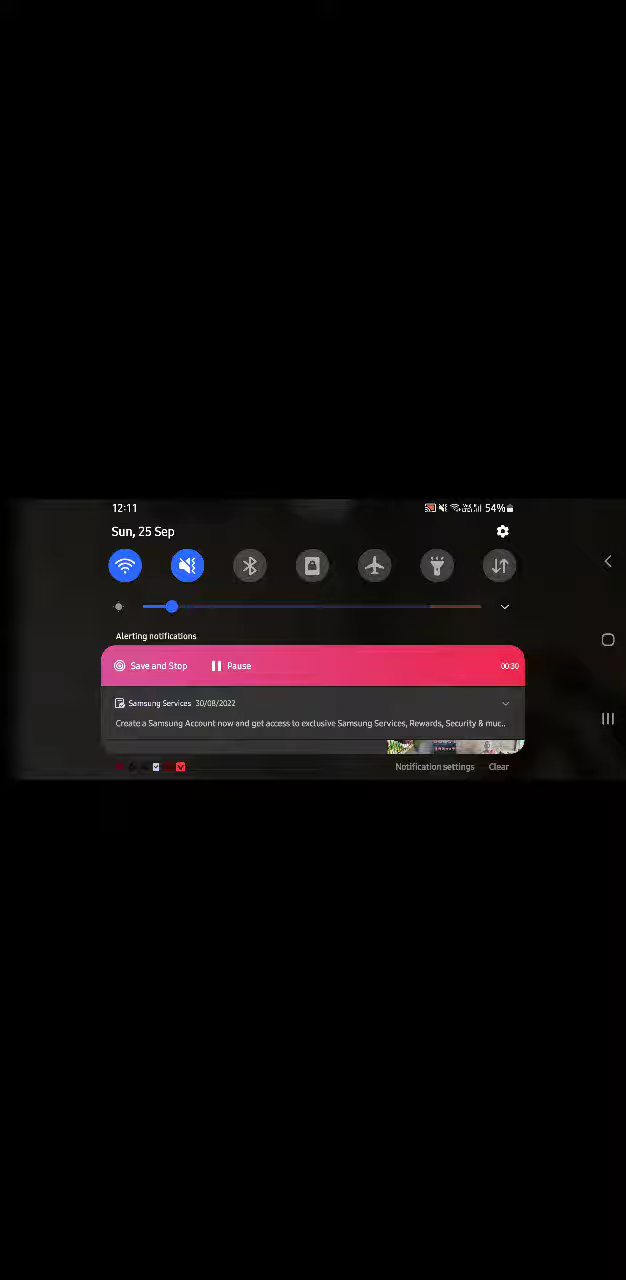 12:11
54%
Sun, 25 Sep
Alerting notifications
Save and Stop
Pause
00:30
Samsung Services 30/08/2022
Create a Samsung Account now and get access to exclusive Samsung Services, Rewards, Security & muc..
Notification settings
Clear